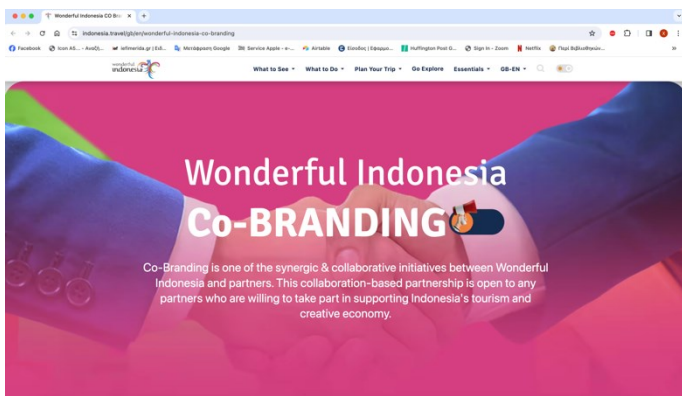 Wonderful Indonesia CO Bra
indonesia.travel/gb/en/wonderful-indonesia-co-branding
Facebook
lefimerida.gr | Ειδ...
Μετάφραση Google
Service Apple - κ...
Airtable
Είσοδος | Εφαρμο...
Huffington Post G...
Sign In - Zoom
Netflix
wonderful
indonesia
What to See
What to Do
Plan Your Trip
Go Explore
Essentials
GB-EN
Wonderful Indonesia
Co-BRANDING
Co-Branding is one of the synergic & collaborative initiatives between Wonderful
Indonesia and partners. This collaboration-based partnership is open to any
partners who are willing to take part in supporting Indonesia's tourism and
creative economy.